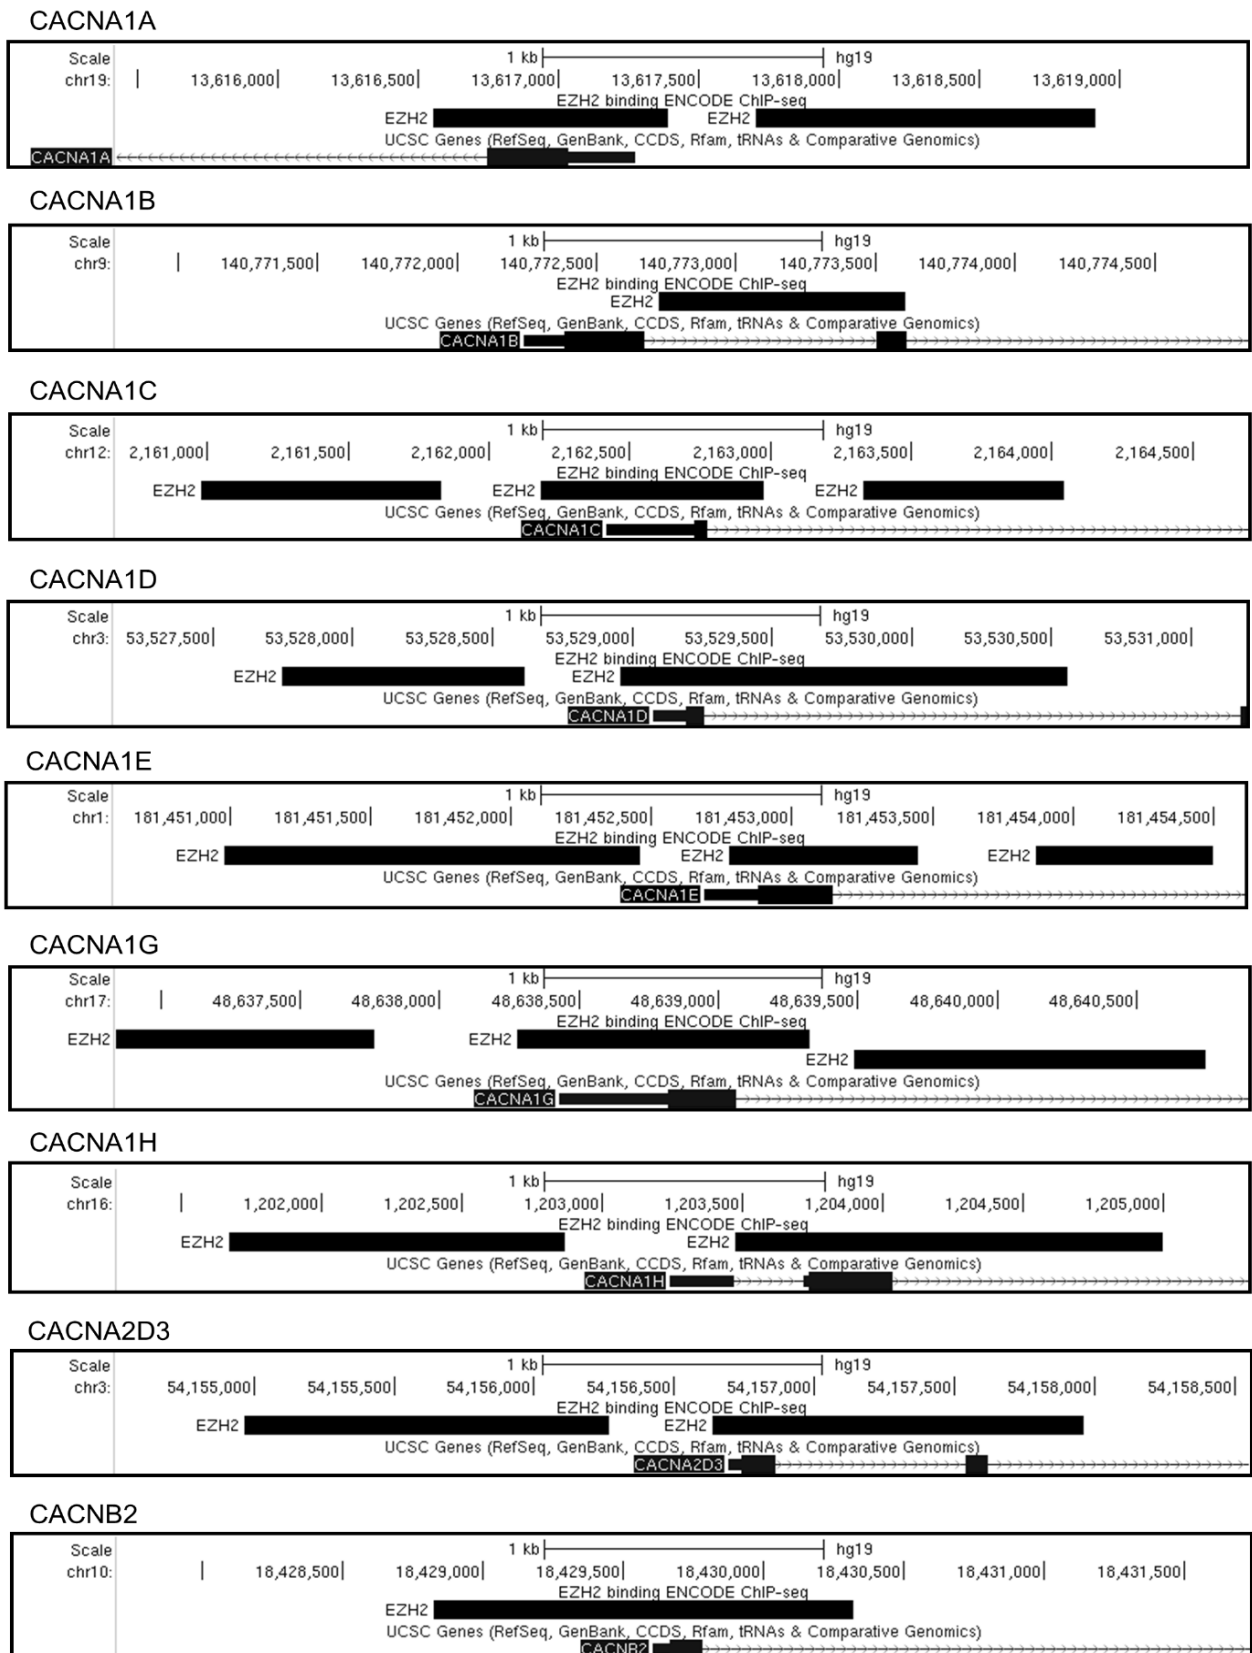 CACNA1A
Scale 1 kb hg19
chr19: 13,616,000 13,616,500 13,617,000 13,617,500 13,618,000 13,618,500 13,619,000
EZH2 binding ENCODE ChIP-seq
EZH2 EZH2
UCSC Genes (RefSeq, GenBank, CCDS, Rfam, tRNAs & Comparative Genomics)
CACNA1A
CACNA1B
Scale 1 kb hg19
chr9: 140,771,500 140,772,000 140,772,500 140,773,000 140,773,500 140,774,000 140,774,500
EZH2 binding ENCODE ChIP-seq
EZH2
UCSC Genes (RefSeq, GenBank, CCDS, Rfam, tRNAs & Comparative Genomics)
CACNA1B
CACNA1C
Scale 1 kb hg19
chr12: 2,161,000 2,161,500 2,162,000 2,162,500 2,163,000 2,163,500 2,164,000 2,164,500
EZH2 binding ENCODE ChIP-seq
EZH2 EZH2 EZH2
UCSC Genes (RefSeq, GenBank, CCDS, Rfam, tRNAs & Comparative Genomics)
CACNA1C
CACNA1D
Scale 1 kb hg19
chr3: 53,527,500 53,528,000 53,528,500 53,529,000 53,529,500 53,530,000 53,530,500 53,531,000
EZH2 binding ENCODE ChIP-seq
EZH2 EZH2
UCSC Genes (RefSeq, GenBank, CCDS, Rfam, tRNAs & Comparative Genomics)
CACNA1D
CACNA1E
Scale 1 kb hg19
chr1: 181,451,000 181,451,500 181,452,000 181,452,500 181,453,000 181,453,500 181,454,000 181,454,500
EZH2 binding ENCODE ChIP-seq
EZH2 EZH2 EZH2
UCSC Genes (RefSeq, GenBank, CCDS, Rfam, tRNAs & Comparative Genomics)
CACNA1E
CACNA1G
Scale 1 kb hg19
chr17: 48,637,500 48,638,000 48,638,500 48,639,000 48,639,500 48,640,000 48,640,500
EZH2 binding ENCODE ChIP-seq
EZH2 EZH2
EZH2
UCSC Genes (RefSeq, GenBank, CCDS, Rfam, tRNAs & Comparative Genomics)
CACNA1G
CACNA1H
Scale 1 kb hg19
chr16: 1,202,000 1,202,500 1,203,000 1,203,500 1,204,000 1,204,500 1,205,000
EZH2 binding ENCODE ChIP-seq
EZH2 EZH2
UCSC Genes (RefSeq, GenBank, CCDS, Rfam, tRNAs & Comparative Genomics)
CACNA1H
CACNA2D3
Scale 1 kb hg19
chr3: 54,155,000 54,155,500 54,156,000 54,156,500 54,157,000 54,157,500 54,158,000 54,158,500
EZH2 binding ENCODE ChIP-seq
EZH2 EZH2
UCSC Genes (RefSeq, GenBank, CCDS, Rfam, tRNAs & Comparative Genomics)
CACNA2D3
CACNB2
Scale 1 kb hg19
chr10: 18,428,500 18,429,000 18,429,500 18,430,000 18,430,500 18,431,000 18,431,500
EZH2 binding ENCODE ChIP-seq
EZH2
UCSC Genes (RefSeq, GenBank, CCDS, Rfam, tRNAs & Comparative Genomics)
CACNB2